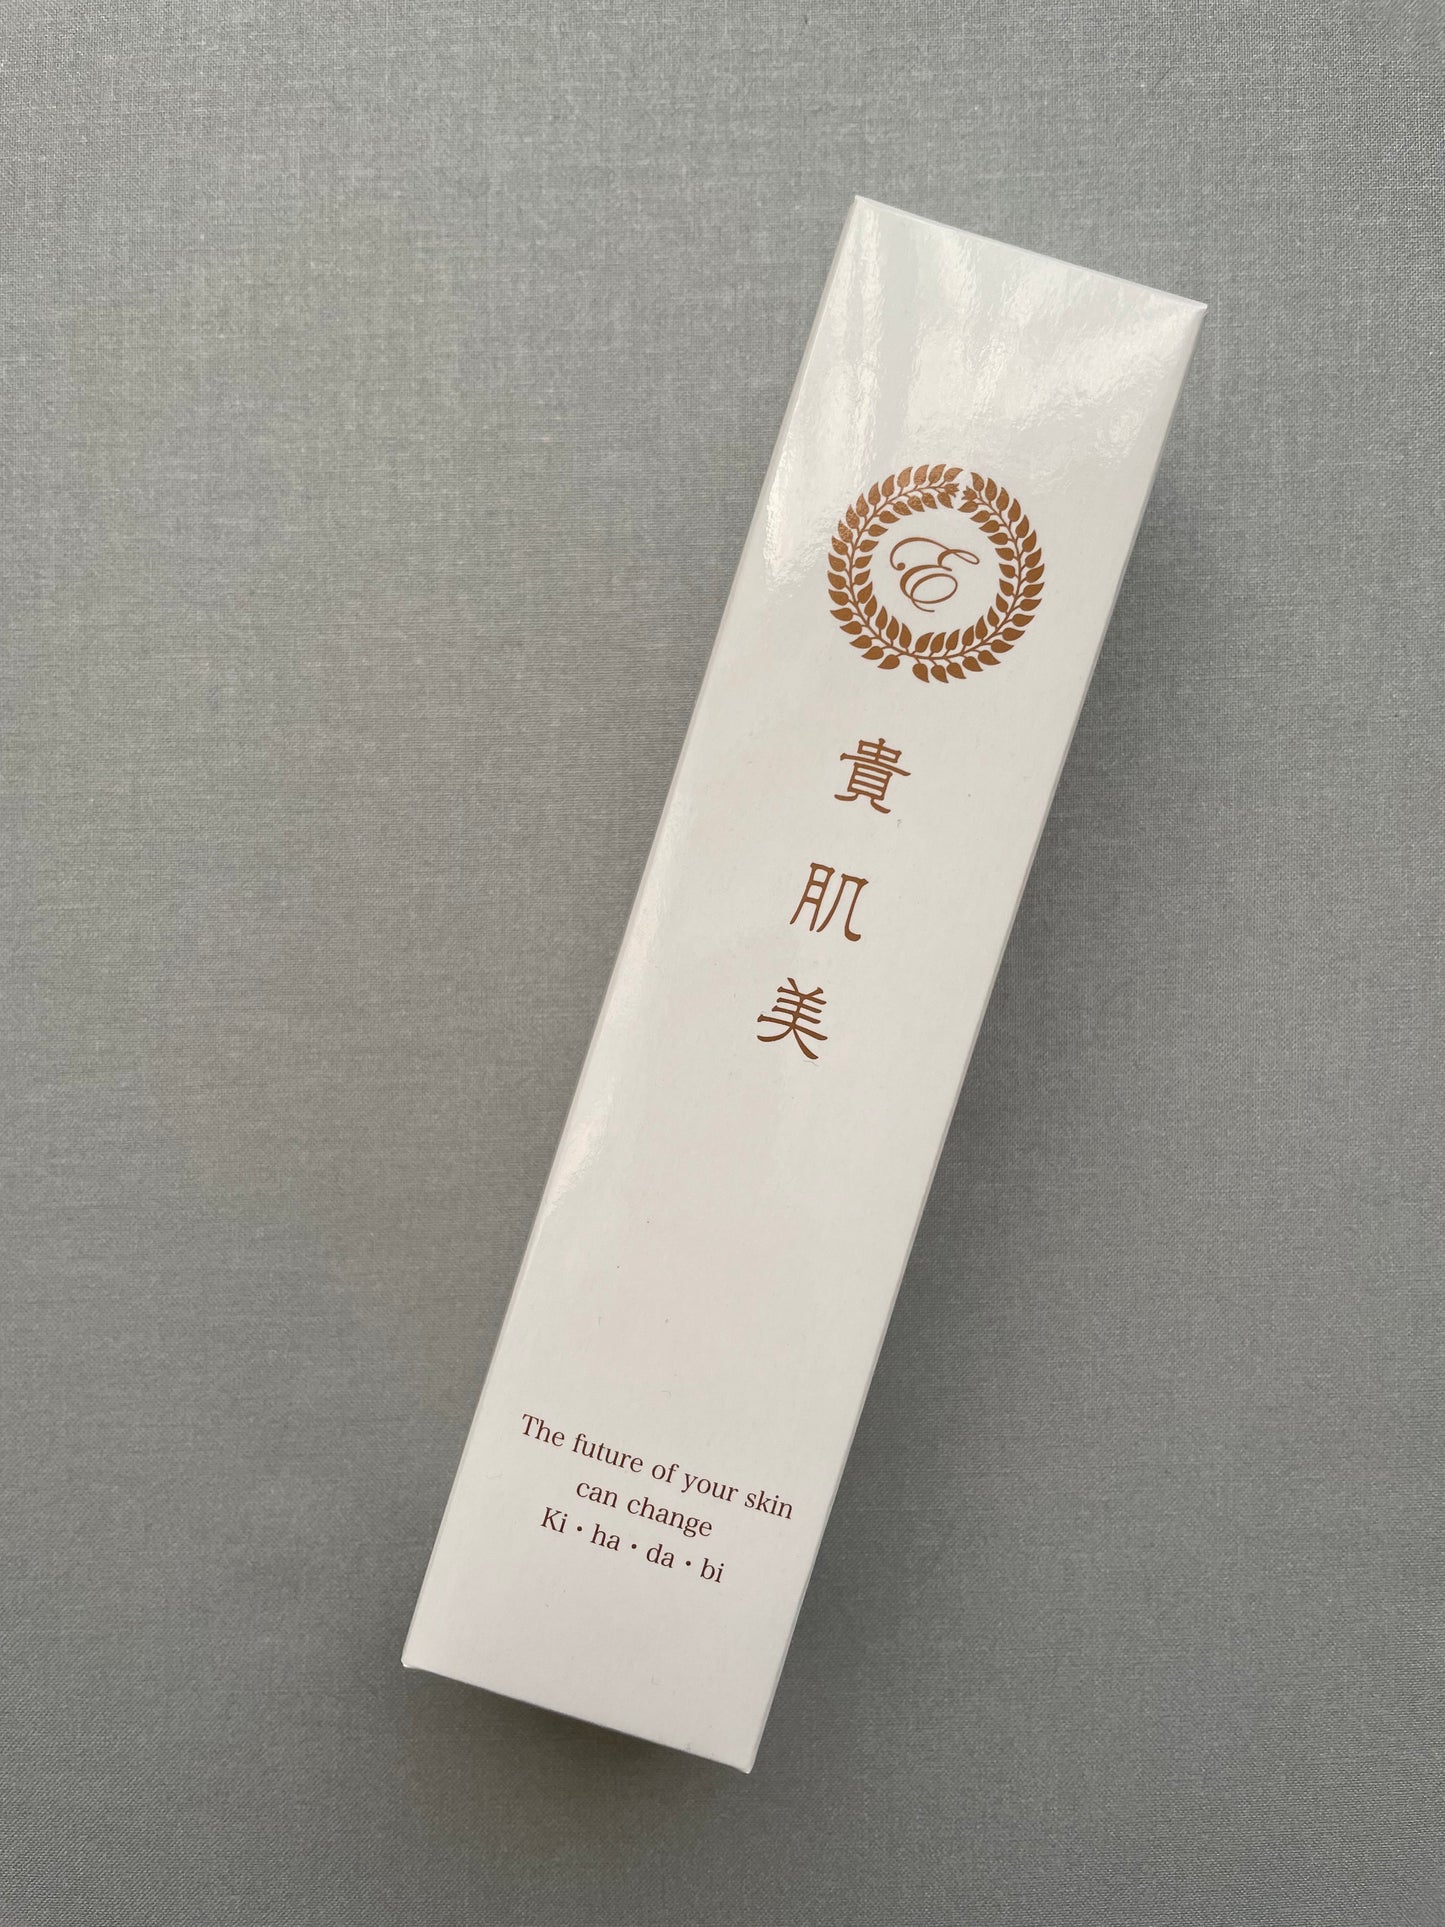 E
貴肌美
The future of your skin
can change
Ki・ha・da・bi